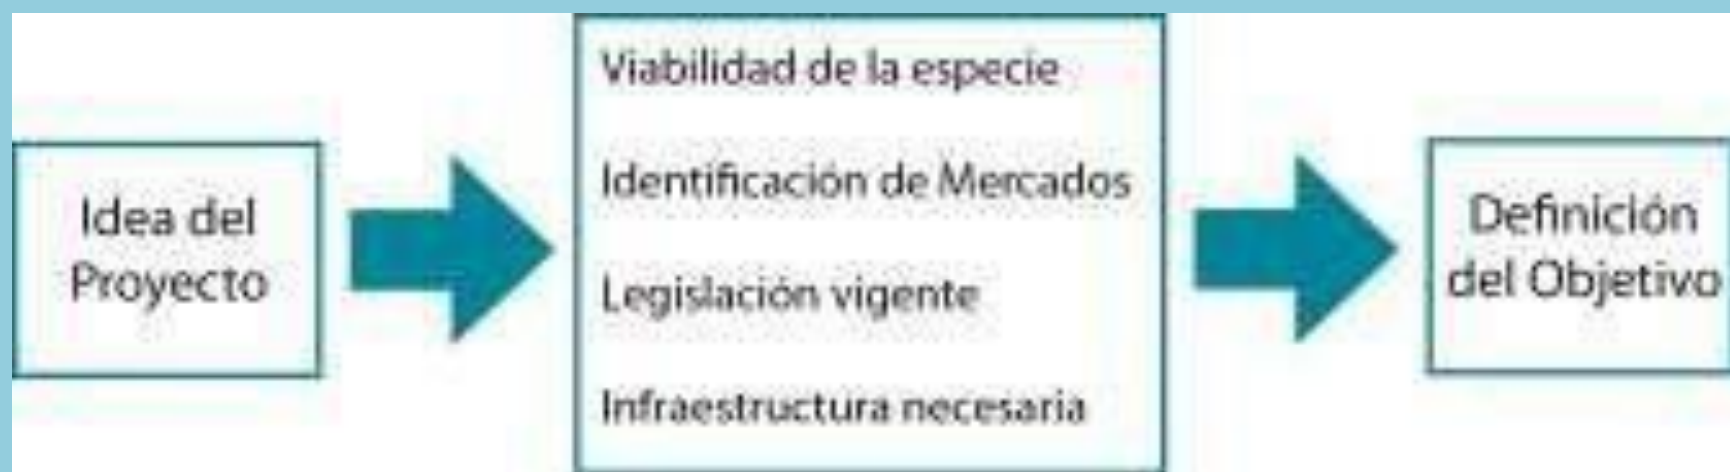 Idea del
Proyecto
Viabilidad de la especie
Identificación de Mercados
Legislación vigente
Infraestructura necesaria
Definición
del Objetivo